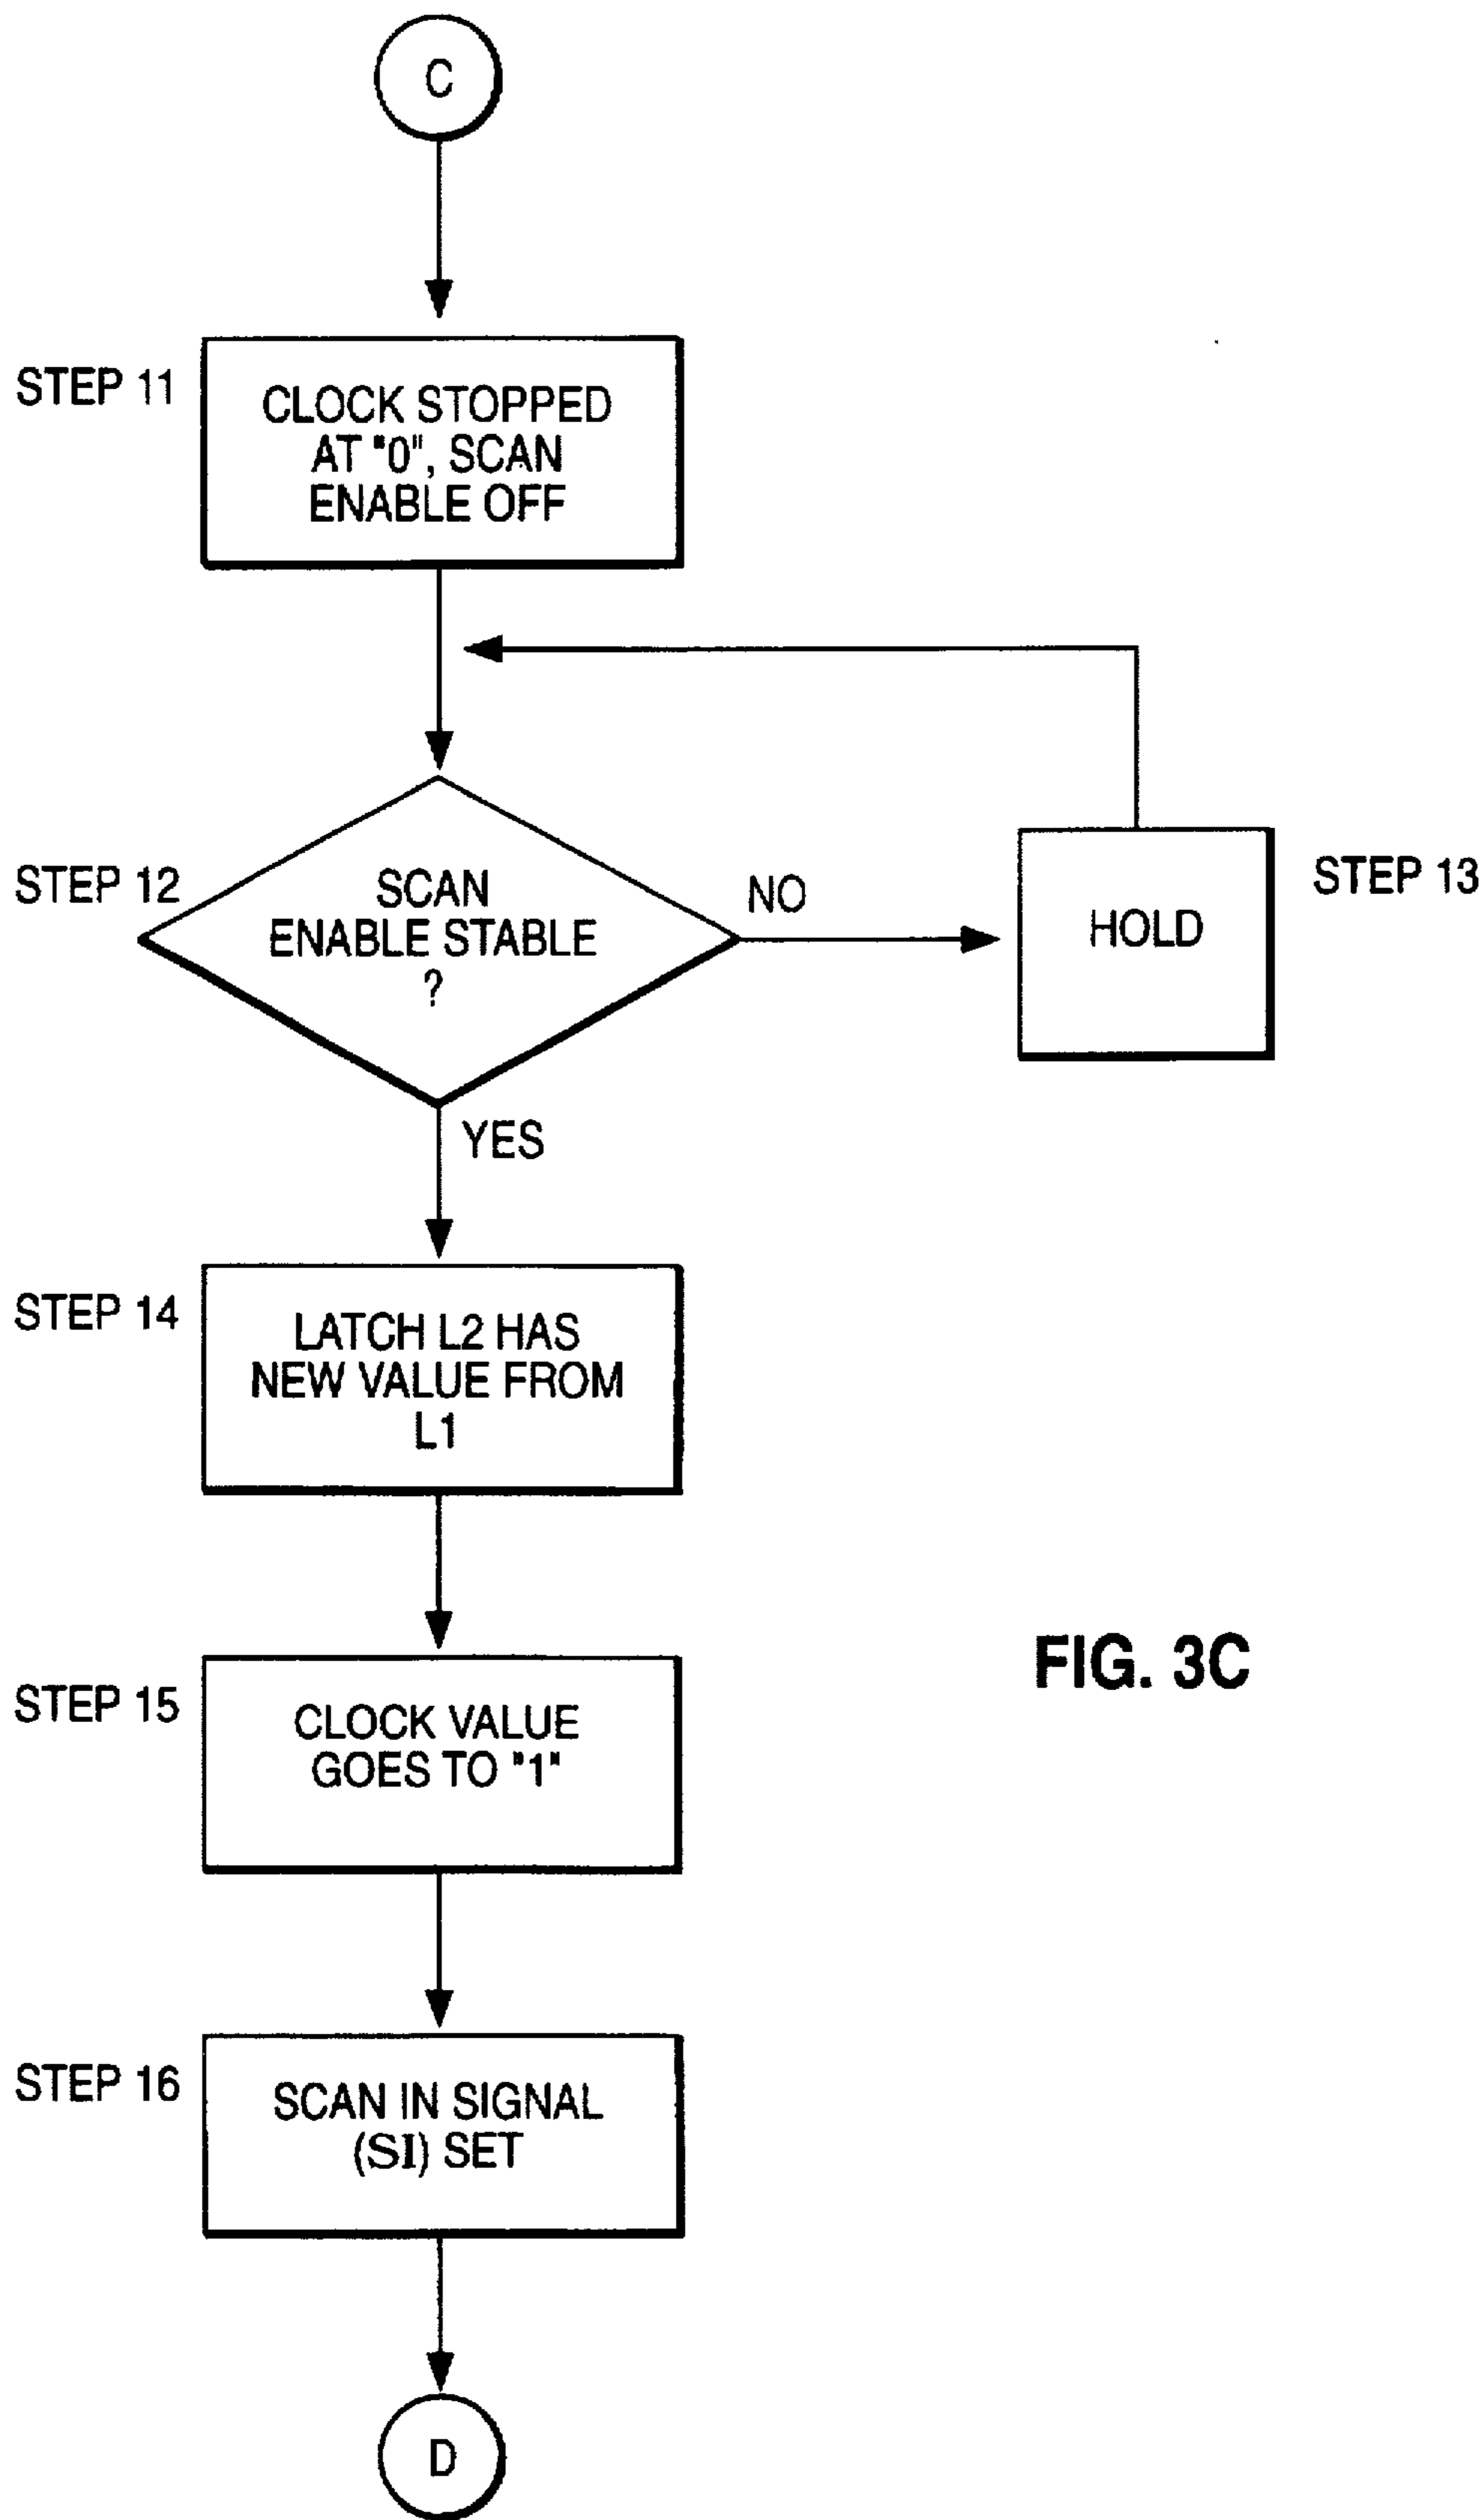 C
STEP 11
CLOCK STOPPED
AT "0", SCAN
ENABLE OFF
STEP 12
SCAN
ENABLE STABLE
?
NO
STEP 13
HOLD
YES
STEP 14
LATCH L2 HAS
NEW VALUE FROM
L1
STEP 15
CLOCK VALUE
GOES TO "1"
FIG. 3C
STEP 16
SCAN IN SIGNAL
(SI) SET
D